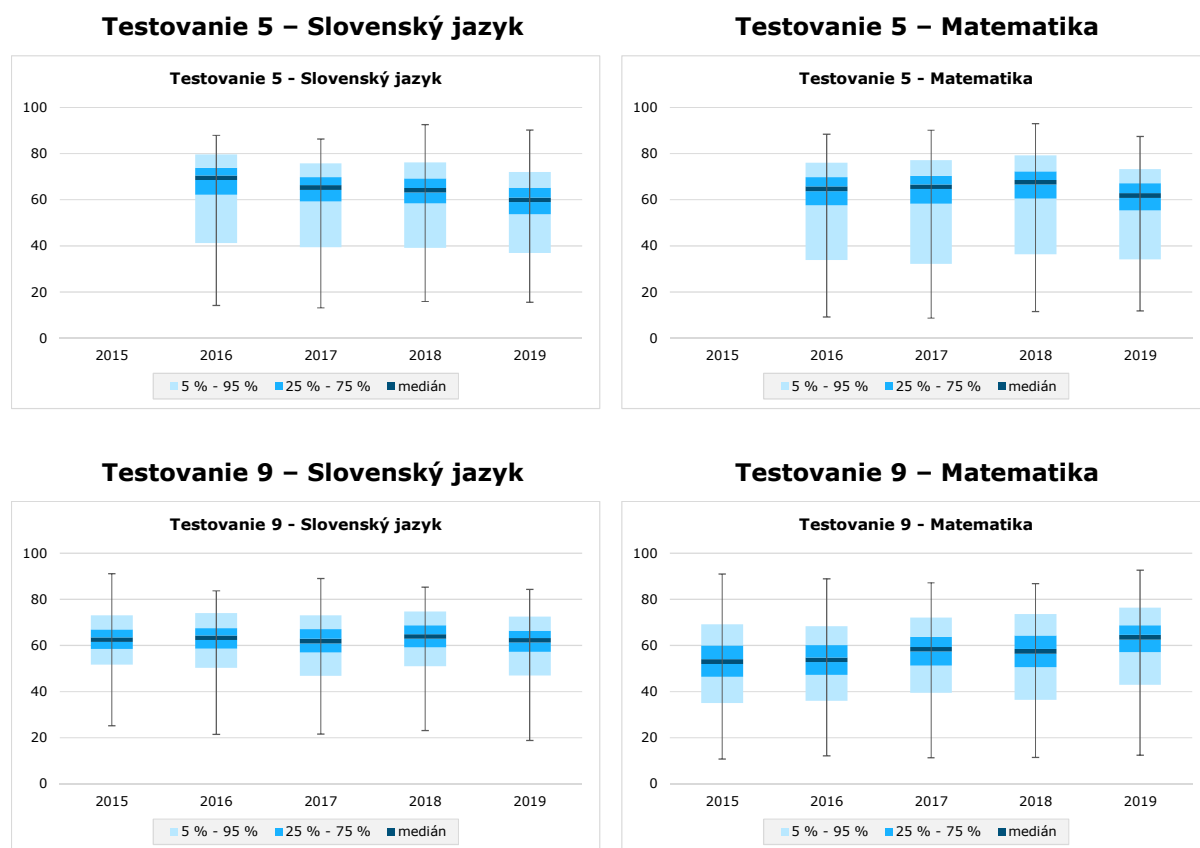 Testovanie 5 – Slovenský jazyk
Testovanie 5 - Slovenský jazyk
100
80
60
40
20
0
2015 2016 2017 2018 2019
5 % - 95 % 25 % - 75 % medián
Testovanie 5 – Matematika
Testovanie 5 - Matematika
100
80
60
40
20
0
2015 2016 2017 2018 2019
5 % - 95 % 25 % - 75 % medián
Testovanie 9 – Slovenský jazyk
Testovanie 9 - Slovenský jazyk
100
80
60
40
20
0
2015 2016 2017 2018 2019
5 % - 95 % 25 % - 75 % medián
Testovanie 9 – Matematika
Testovanie 9 - Matematika
100
80
60
40
20
0
2015 2016 2017 2018 2019
5 % - 95 % 25 % - 75 % medián